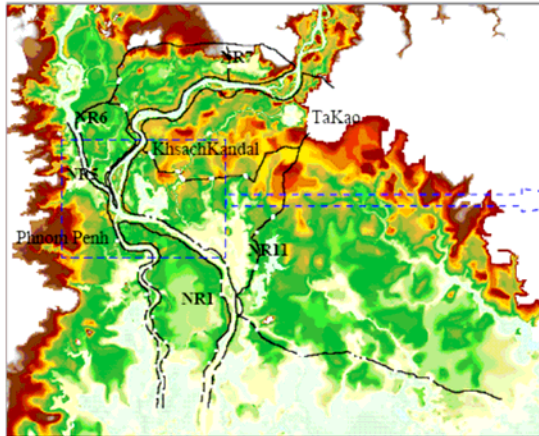 NR7
NR6
TaKao
KhsachKandal
NR5
Phnom Penh
NR11
NR1